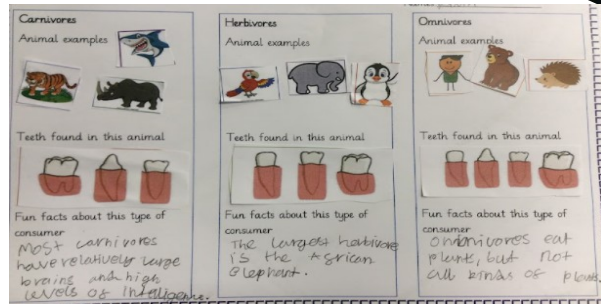 Carnivores
Animal examples
Teeth found in this animal
Fun facts about this type of
consumer
Most carnivores
have relatively large
brains and high
levels of Intelligence.
Herbivores
Animal examples
Teeth found in this animal
Fun facts about this type of
consumer
The largest herbivore
is the African
elephant.
Omnivores
Animal examples
Teeth found in this animal
Fun facts about this type of
consumer
omnivores eat
plants, but not
all kinds of plants.